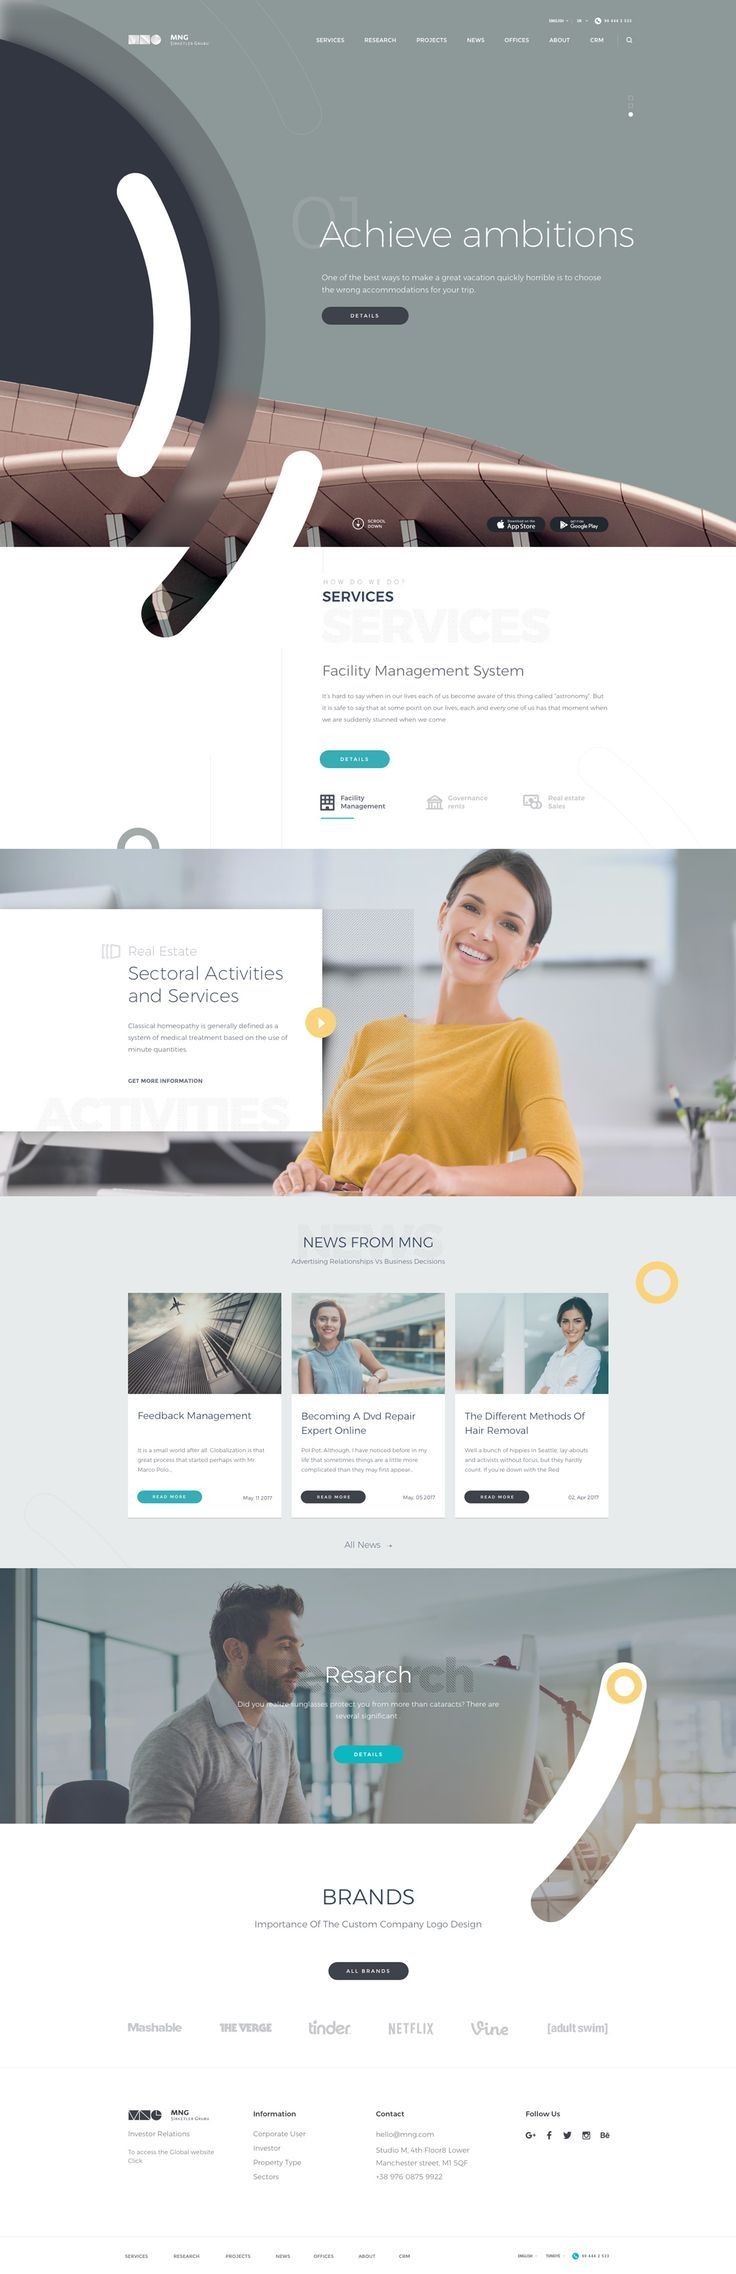 ENGLISH
90 444 2 533
MNG
ŞİRKETLER GRUBU
SERVICES RESEARCH PROJECTS NEWS OFFICES ABOUT CRM
01
Achieve ambitions
One of the best ways to make a great vacation quickly horrible is to choose
the wrong accommodations for your trip.
DETAILS
SCROOL
DOWN
Download on the
App Store
GET IT ON
Google Play
HOW DO WE DO?
SERVICES
SERVICES
Facility Management System
It's hard to say when in our lives each of us become aware of this thing called "astronomy". But
it is safe to say that at some point on our lives, each and every one of us has that moment when
we are suddenly stunned when we come
DETAILS
Facility
Management
Governance
rents
Real estate
Sales
Real Estate
Sectoral Activities
and Services
Classical homeopathy is generally defined as a
system of medical treatment based on the use of
minute quantities.
GET MORE INFORMATION
ACTIVITIES
NEWS
NEWS FROM MNG
Advertising Relationships Vs Business Decisions
Feedback Management
It is a small world after all. Globalization is that
great process that started perhaps with Mr.
Marco Polo..
READ MORE
May. 11 2017
Becoming A Dvd Repair
Expert Online
Pol Pot: Although, I have noticed before in my
life that sometimes things are a little more
complicated than they may first appear..
READ MORE
May. 05 2017
The Different Methods Of
Hair Removal
Well a bunch of hippies in Seattle, lay-abouts
and activists without focus, but they hardly
count. If you're down with the Red
READ MORE
02, Apr 2017
All News +
Research
Resarch
Did you realize sunglasses protect you from more than cataracts? There are
several significant .
DETAILS
BRANDS
Importance Of The Custom Company Logo Design
ALL BRANDS
Mashable THE VERGE tinder NETFLIX Vine [adult swim]
MNG
ŞİRKETLER GRUBU
Investor Relations
To access the Global website
Click
Information
Corporate User
Investor
Property Type
Sectors
Contact
hello@mng.com
Studio M, 4th Floor8 Lower
Manchester street. M1 5QF
+38 976 0875 9922
Follow Us
G+ f Bē
SERVICES RESEARCH PROJECTS NEWS OFFICES ABOUT CRM
ENGLISH TURKIYE 90 444 2 533